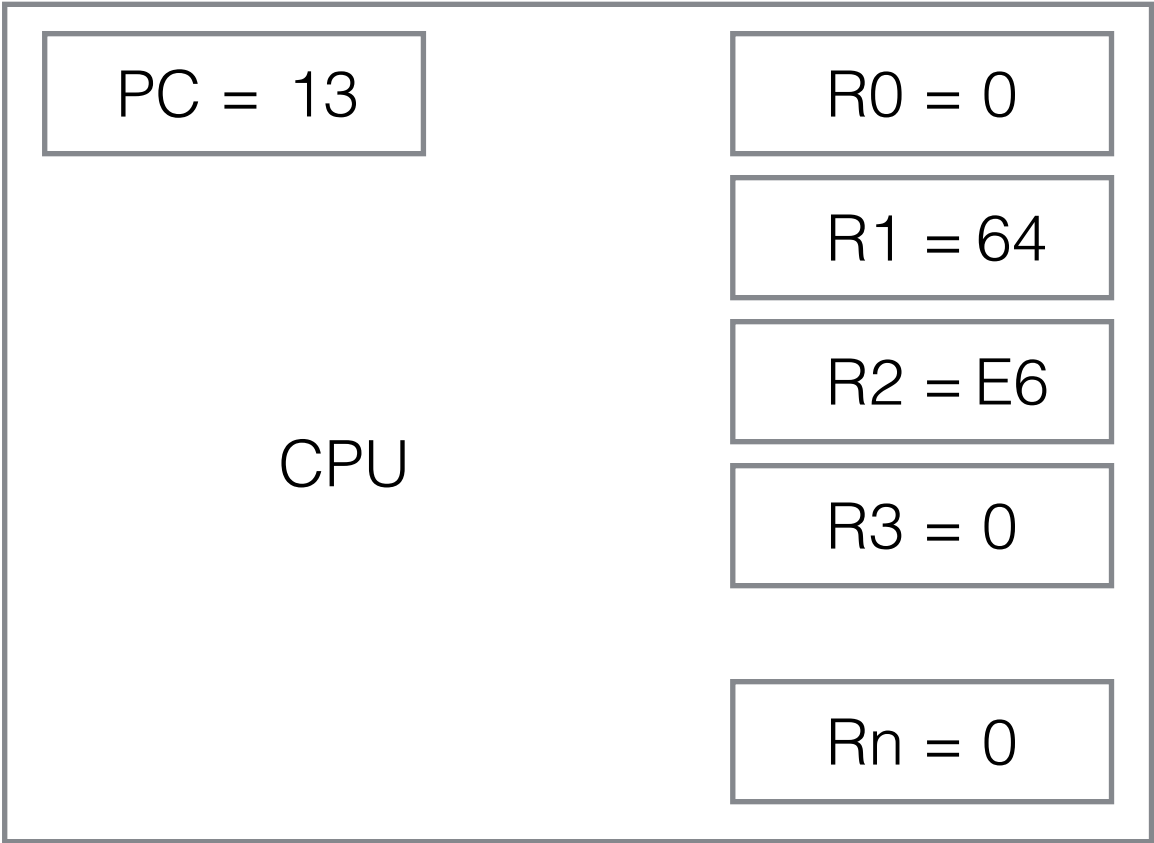 PC = 13
R0 = 0
R1 = 64
R2 = E6
CPU
R3 = 0
Rn = 0